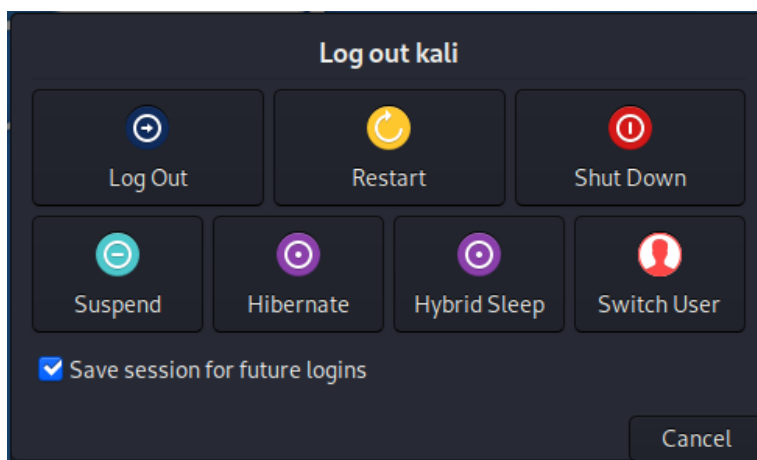 Log out kali
Log Out
Restart
Shut Down
Suspend
Hibernate
Hybrid Sleep
Switch User
Save session for future logins
Cancel